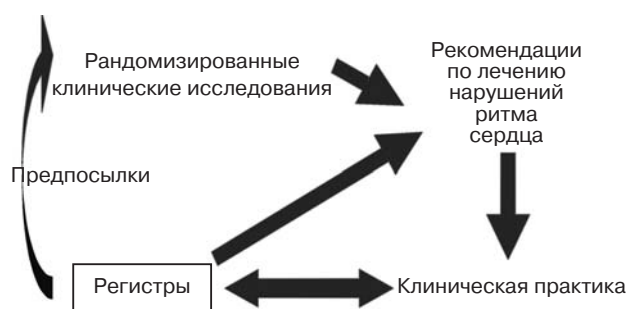 Рандомизированные
клинические исследования
Рекомендации
по лечению
нарушений
ритма
сердца
Предпосылки
Регистры
Клиническая практика